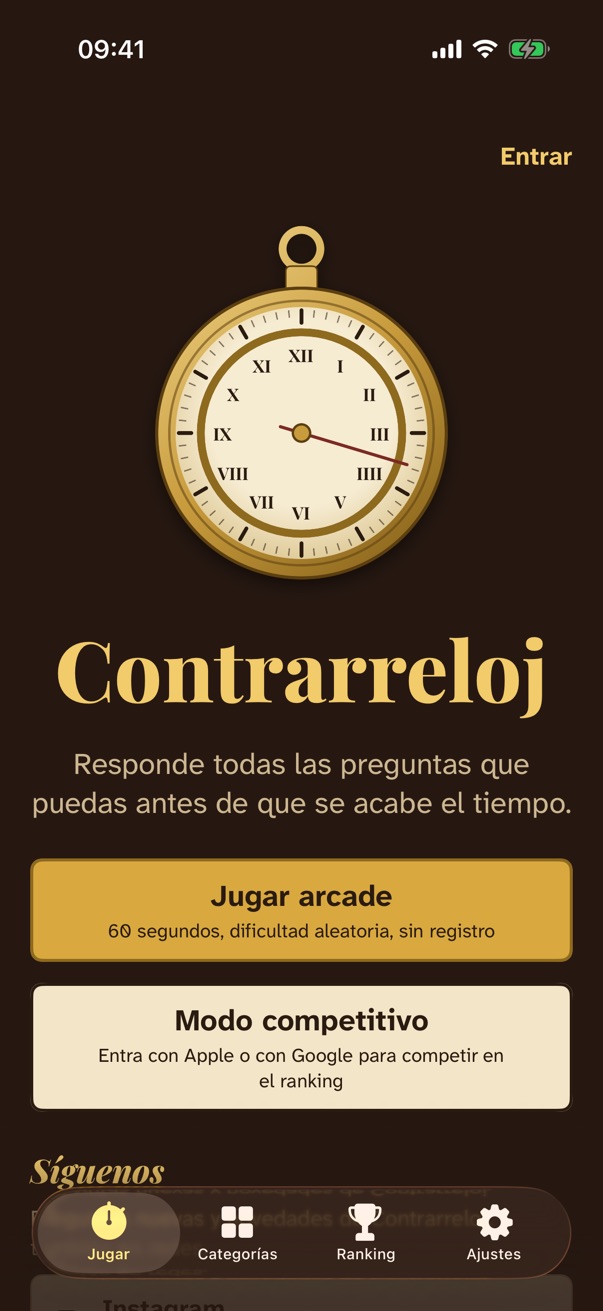 09:41
Entrar
XII
I
II
III
IIII
V
VI
VII
VIII
IX
X
XI
Contrarreloj
Responde todas las preguntas que
puedas antes de que se acabe el tiempo.
Jugar arcade
60 segundos, dificultad aleatoria, sin registro
Modo competitivo
Entra con Apple o con Google para competir en
el ranking
Síguenos
Jugar
Categorías
Ranking
Ajustes
Instagram